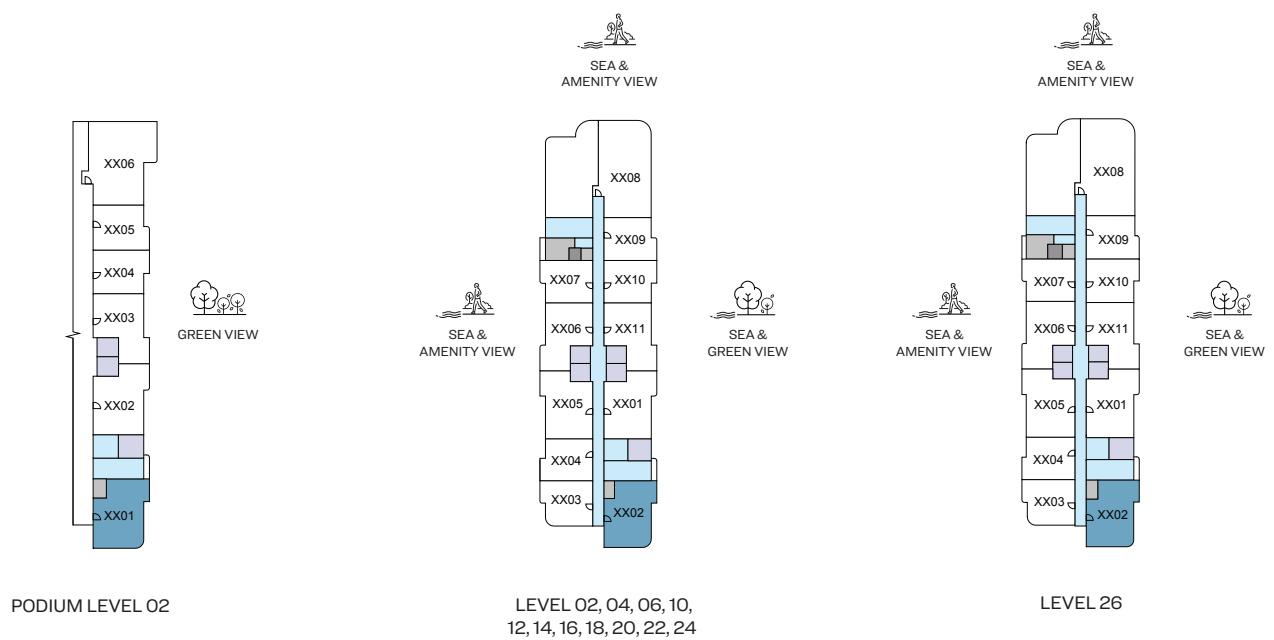 SEA &
AMENITY VIEW
SEA &
AMENITY VIEW
XX06
XX05
XX04
XX03
XX02
XX01
GREEN VIEW
XX08
XX09
XX07
XX10
XX06
XX11
XX05
XX01
XX04
XX03
XX02
SEA &
AMENITY VIEW
SEA &
GREEN VIEW
XX08
XX09
XX07
XX10
XX06
XX11
XX05
XX01
XX04
XX03
XX02
SEA &
AMENITY VIEW
SEA &
GREEN VIEW
PODIUM LEVEL 02
LEVEL 02, 04, 06, 10,
12, 14, 16, 18, 20, 22, 24
LEVEL 26